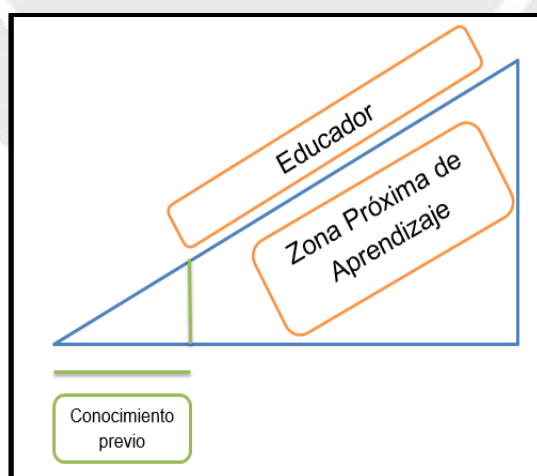 Educador
Zona Próxima de
Aprendizaje
Conocimiento
previo